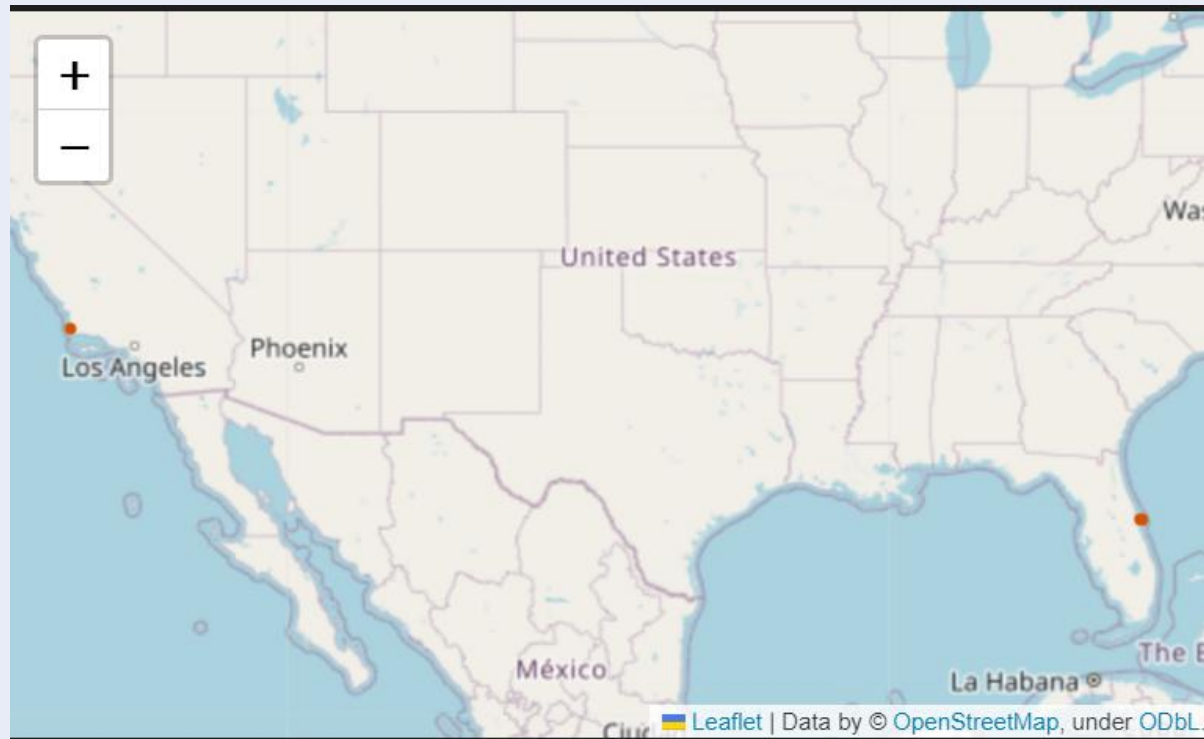 +
−
Was
United States
Phoenix
Los Angeles
México
The B
La Habana
Leaflet | Data by © OpenStreetMap, under ODbL.